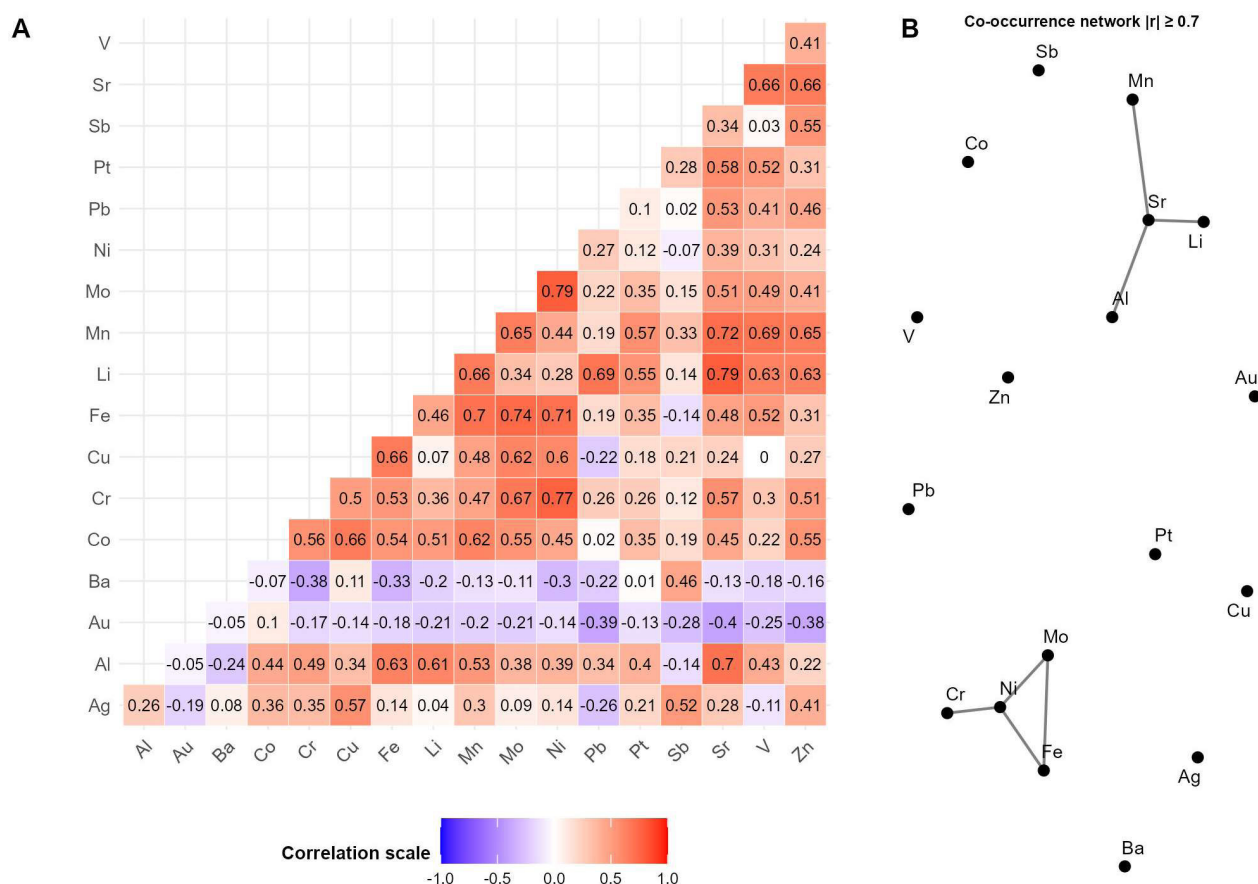 A
V 0.41
Sr 0.66 0.66
Sb 0.34 0.03 0.55
Pt 0.28 0.58 0.52 0.31
Pb 0.1 0.02 0.53 0.41 0.46
Ni 0.27 0.12 -0.07 0.39 0.31 0.24
Mo 0.79 0.22 0.35 0.15 0.51 0.49 0.41
Mn 0.65 0.44 0.19 0.57 0.33 0.72 0.69 0.65
Li 0.66 0.34 0.28 0.69 0.55 0.14 0.79 0.63 0.63
Fe 0.46 0.7 0.74 0.71 0.19 0.35 -0.14 0.48 0.52 0.31
Cu 0.66 0.07 0.48 0.62 0.6 -0.22 0.18 0.21 0.24 0 0.27
Cr 0.5 0.53 0.36 0.47 0.67 0.77 0.26 0.26 0.12 0.57 0.3 0.51
Co 0.56 0.66 0.54 0.51 0.62 0.55 0.45 0.02 0.35 0.19 0.45 0.22 0.55
Ba -0.07 -0.38 0.11 -0.33 -0.2 -0.13 -0.11 -0.3 -0.22 0.01 0.46 -0.13 -0.18 -0.16
Au -0.05 0.1 -0.17 -0.14 -0.18 -0.21 -0.2 -0.21 -0.14 -0.39 -0.13 -0.28 -0.4 -0.25 -0.38
Al -0.05 -0.24 0.44 0.49 0.34 0.63 0.61 0.53 0.38 0.39 0.34 0.4 -0.14 0.7 0.43 0.22
Ag 0.26 -0.19 0.08 0.36 0.35 0.57 0.14 0.04 0.3 0.09 0.14 -0.26 0.21 0.52 0.28 -0.11 0.41
Al Au Ba Co Cr Cu Fe Li Mn Mo Ni Pb Pt Sb Sr V Zn
Correlation scale
-1.0 -0.5 0.0 0.5 1.0
B
Co-occurrence network |r| ≥ 0.7
Sb
Mn
Co
Sr
Li
Al
V
Zn
Au
Pb
Pt
Cu
Mo
Cr
Ni
Fe
Ag
Ba